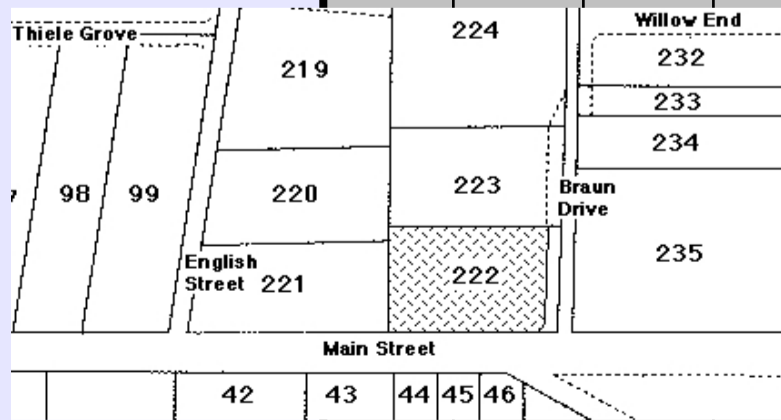 Willow End
Thiele Grove
224
232
219
233
234
98
99
220
223
Braun
Drive
235
English
Street
221
222
Main Street
42
43
44
45
46